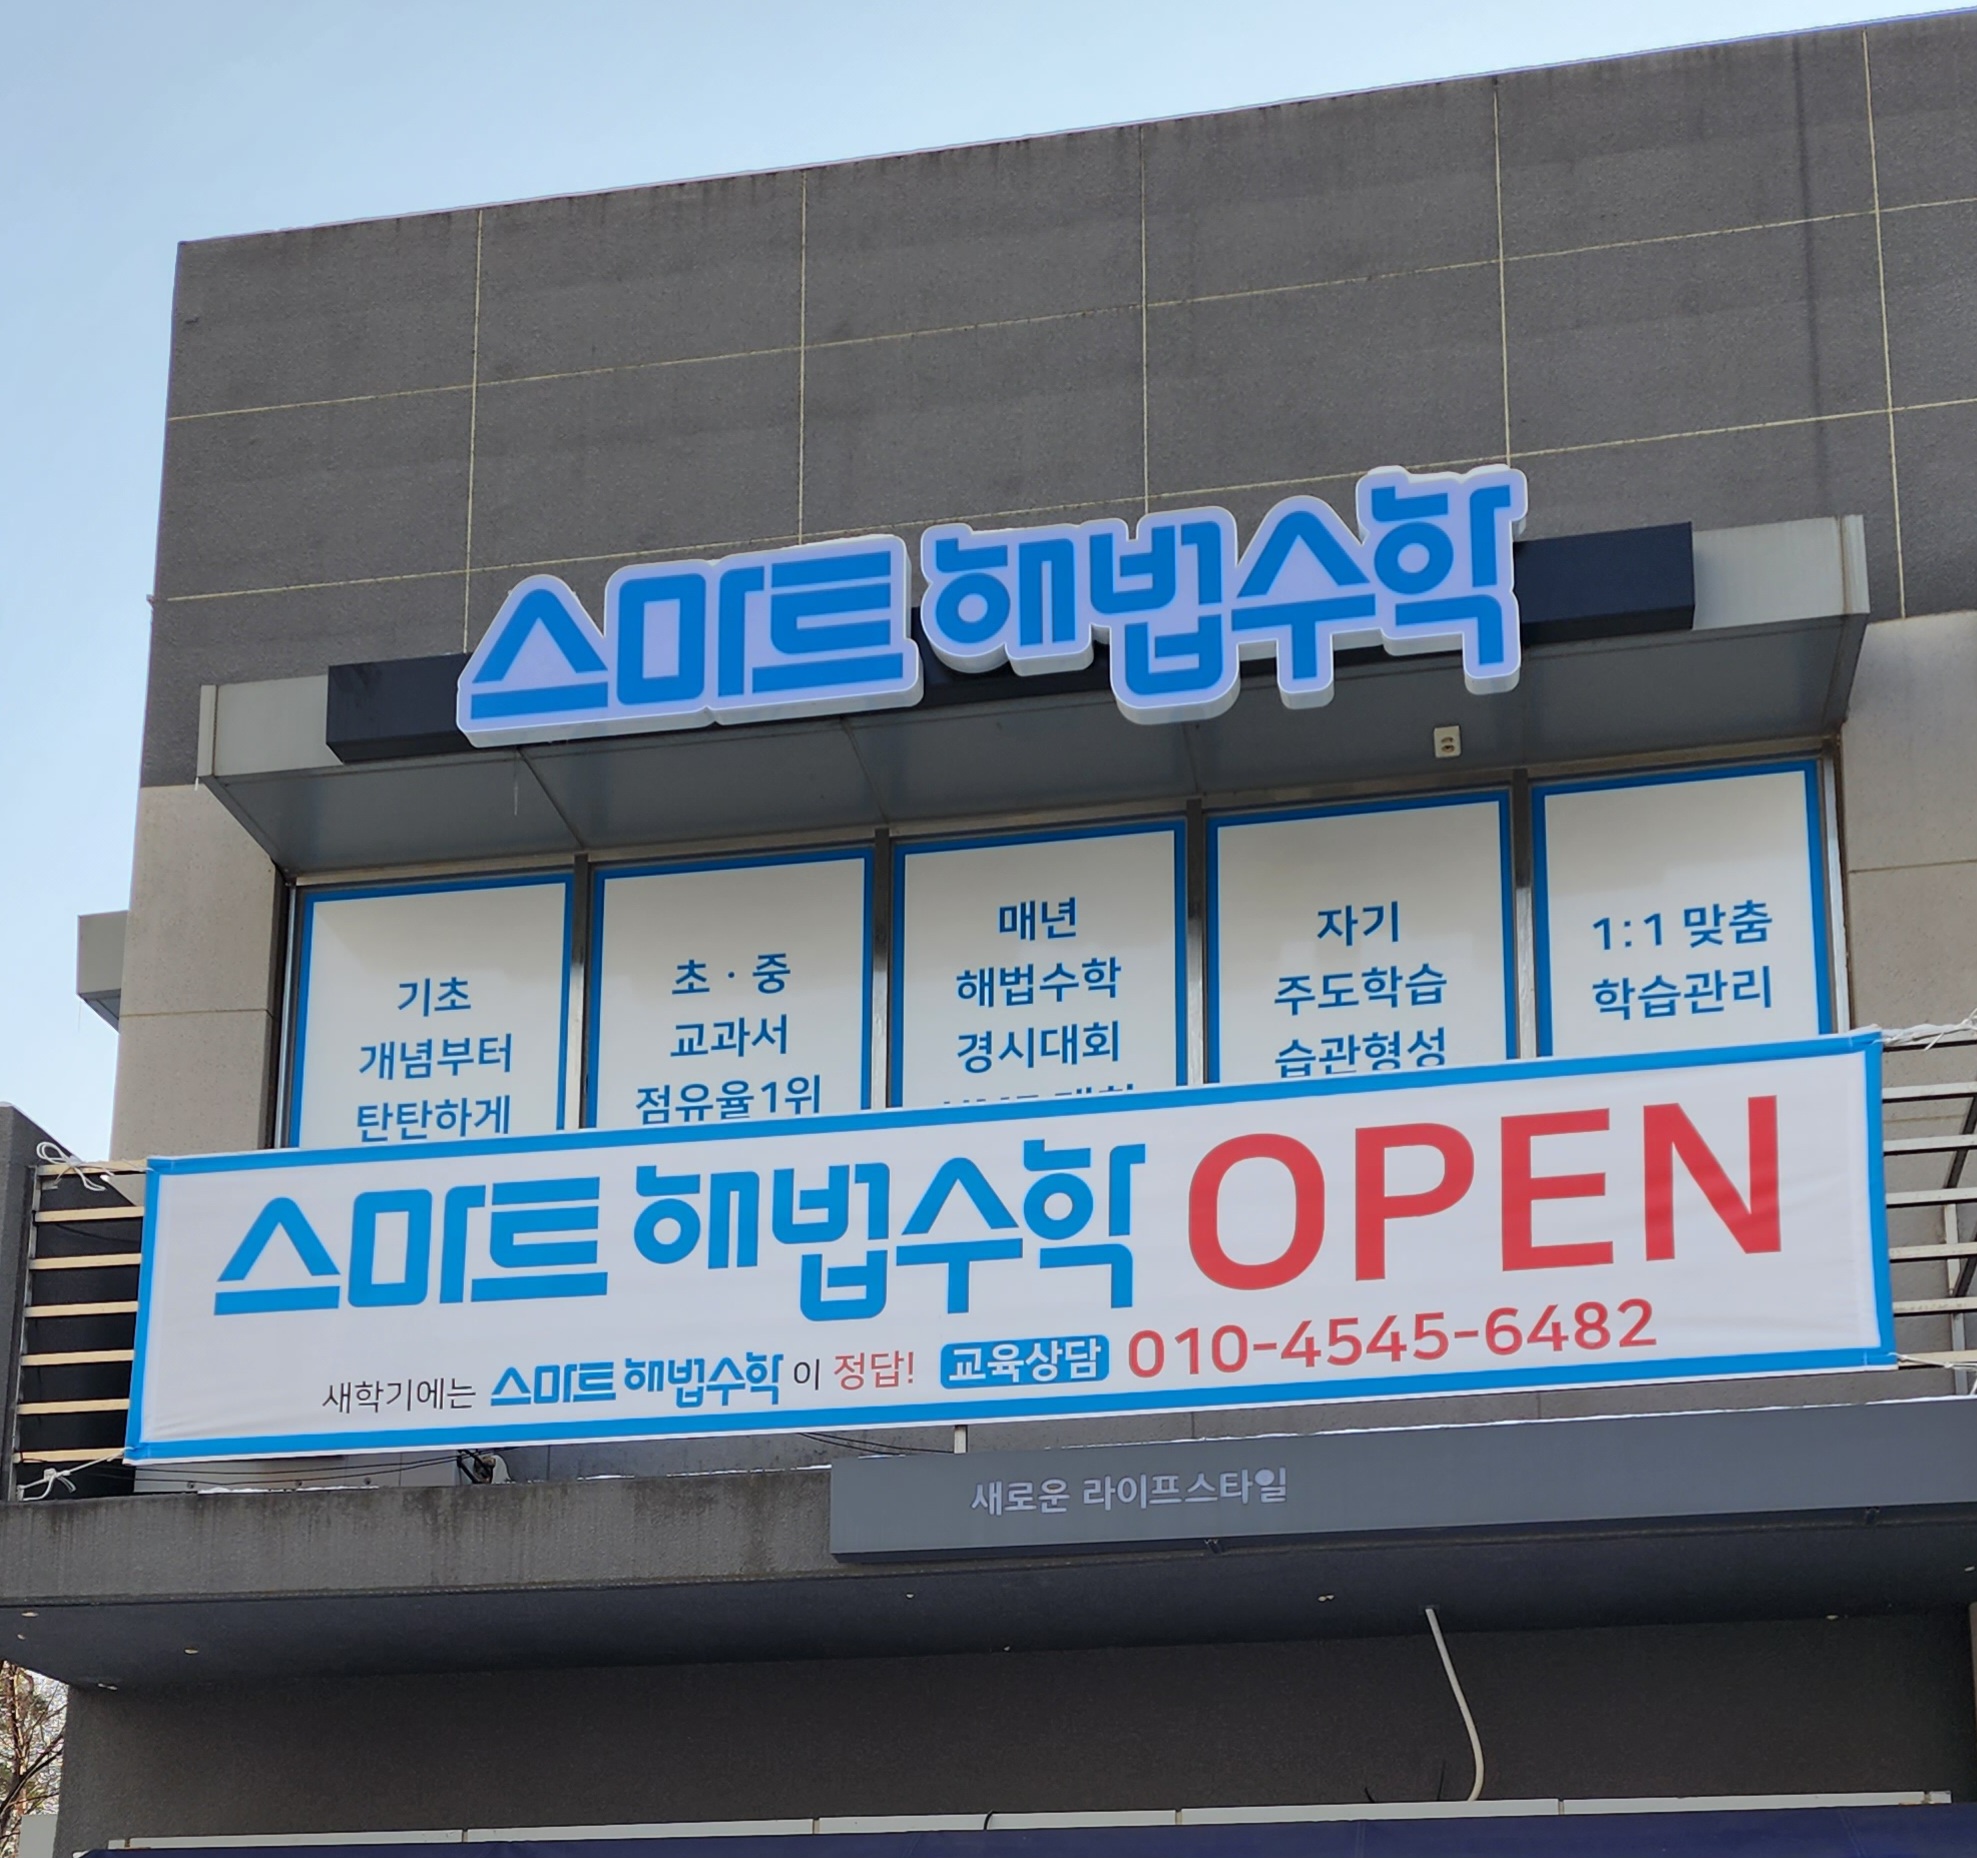 스마트 해법수학
기초
개념부터
탄탄하게
초 · 중
교과서
점유율1위
매년
해법수학
경시대회
자기
주도학습
습관형성
1:1 맞춤
학습관리
스마트 해법수학 OPEN
새학기에는 스마트 해법수학이 정답! 교육상담 010-4545-6482
새로운 라이프스타일